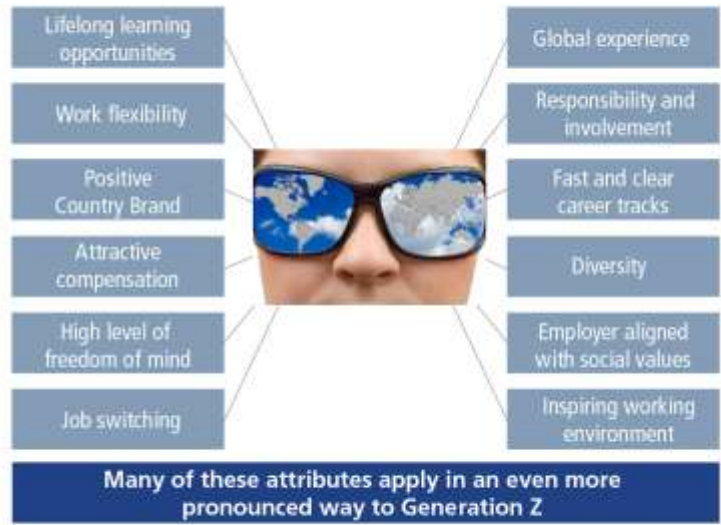 Lifelong learning
opportunities
Work flexibility
Positive
Country Brand
Attractive
compensation
High level of
freedom of mind
Job switching
Global experience
Responsibility and
involvement
Fast and clear
career tracks
Diversity
Employer aligned
with social values
Inspiring working
environment
Many of these attributes apply in an even more
pronounced way to Generation Z